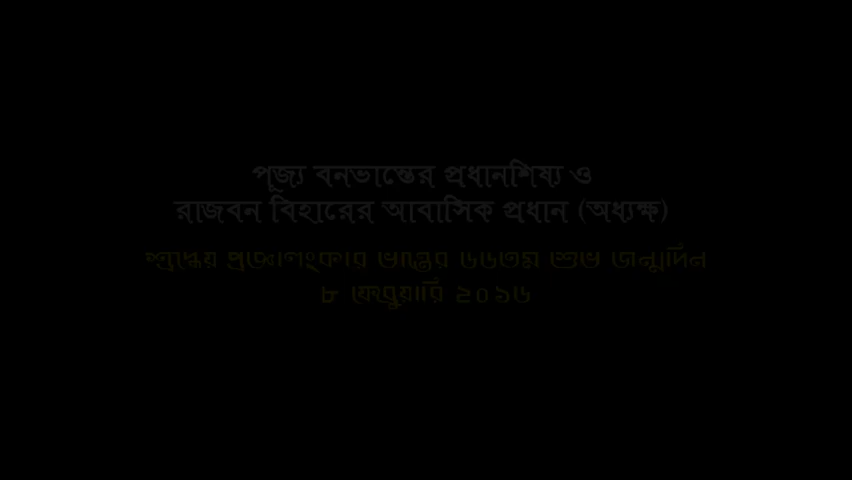 পূজ্য বনভান্তের প্রধানশিষ্য ও
রাজবন বিহারের আবাসিক প্রধান (অধ্যক্ষ)
শ্রদ্ধেয় প্রজ্ঞালংকার ভান্তের ৬৬তম শুভ জন্মদিন
৮ ফেব্রুয়ারি ২০১৬